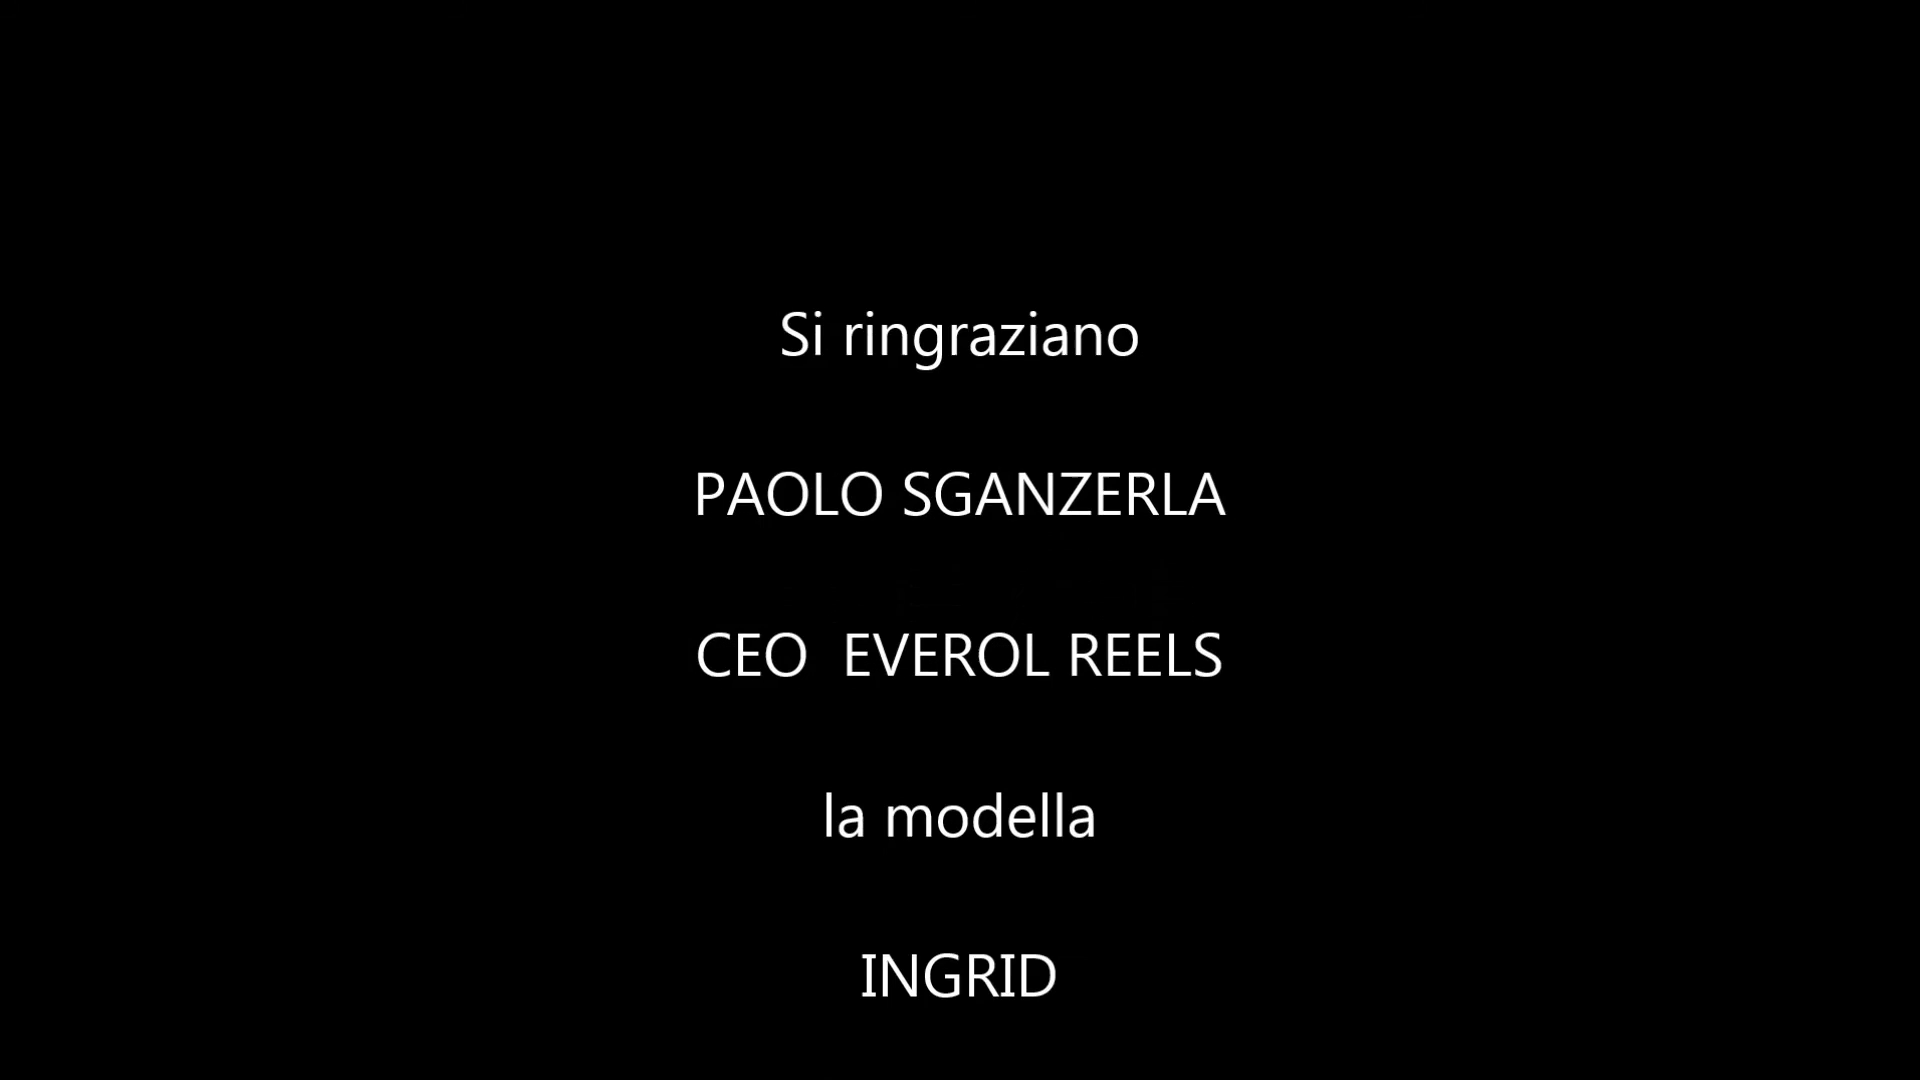 Si ringraziano
PAOLO SGANZERLA
CEO  EVEROL REELS
la modella
INGRID